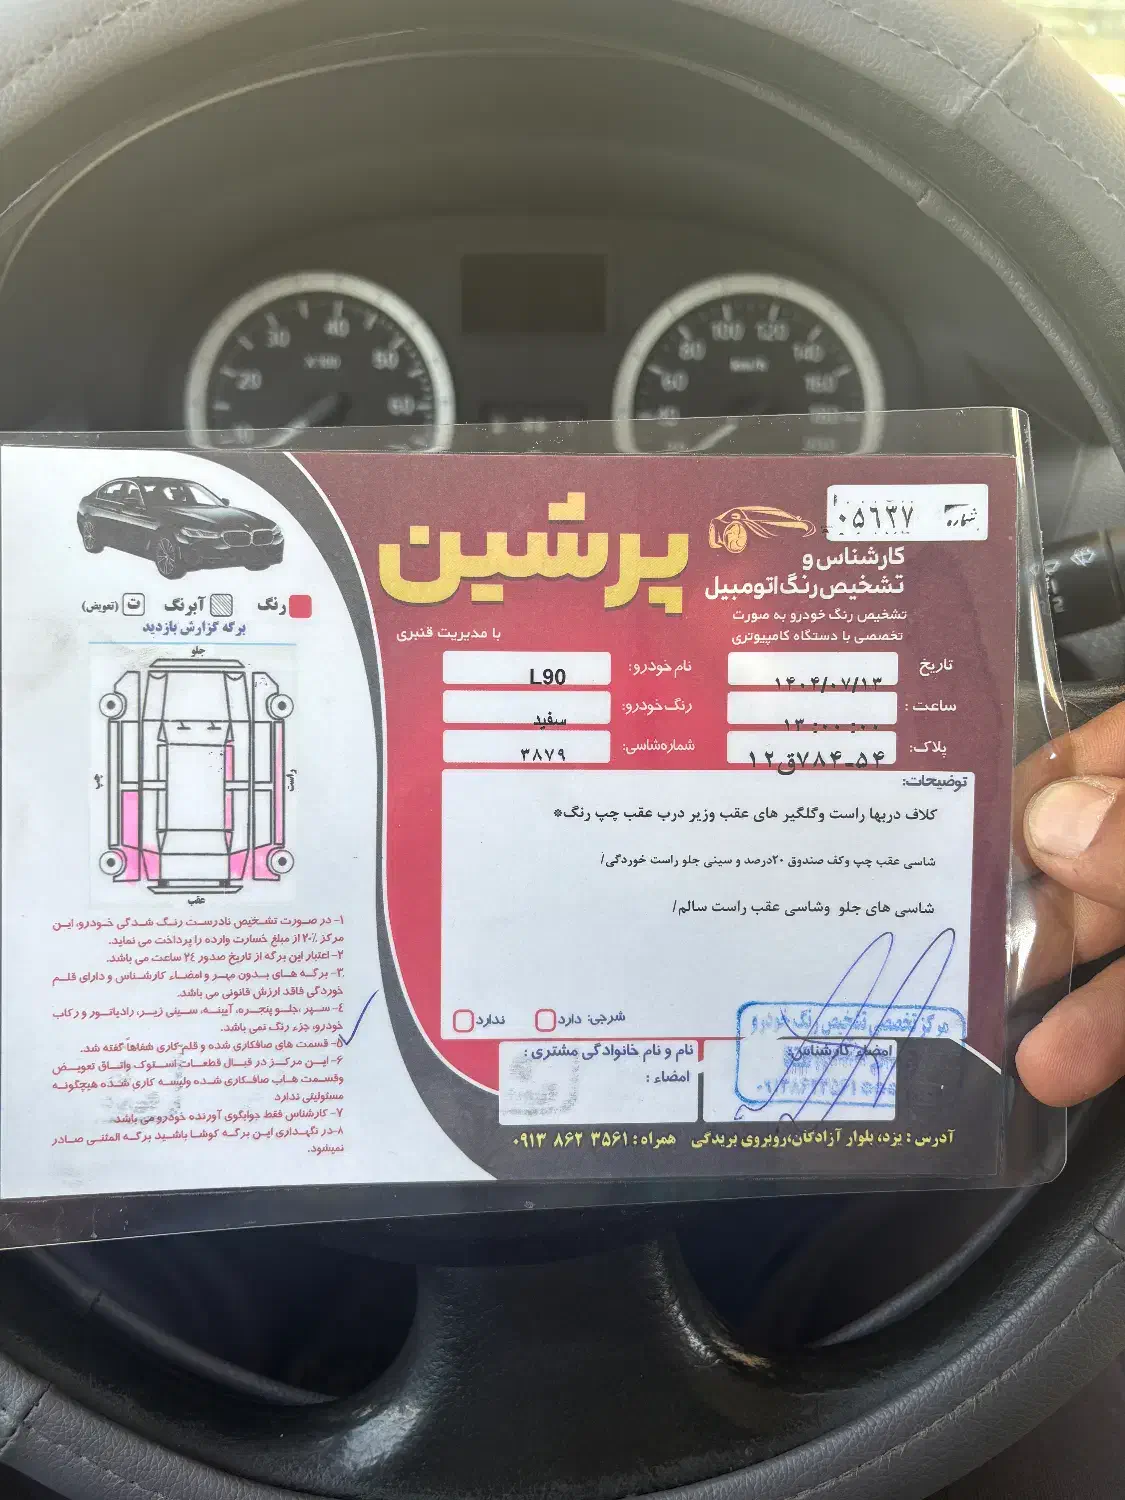 شماره ۰۵۶۳۷
پرشین
کارشناس و
تشخیص رنگ اتومبیل
تشخیص رنگ خودرو به صورت
تخصصی با دستگاه کامپیوتری
با مدیریت قنبری
تاریخ ۱۴۰۴/۰۷/۱۳
ساعت : ۱۳:۰۰:۰۰
پلاک: ۵۴-۷۸۴ق۱۲
نام خودرو: L90
رنگ خودرو: سفید
شماره شاسی: ۳۸۷۹
توضیحات:
کلاف دربها راست وگلگیر های عقب وزیر درب عقب چپ رنگ*
شاسی عقب چپ وکف صندوق ۲۰درصد و سینی جلو راست خوردگی/
شاسی های جلو وشاسی عقب راست سالم/
شرجی: دارد ندارد
مرکز تخصصی تشخیص رنگ خودرو
امضاء کارشناس:
نام و نام خانوادگی مشتری :
امضاء :
آدرس : یزد، بلوار آزادگان،روبروی بریدگی همراه : ۰۹۱۳ ۸۶۲ ۳۵۶۱
رنگ آبرنگ ت (تعویض)
برگه گزارش بازدید
جلو
راست
چپ
عقب
۱- در صورت تشخیص نادرست رنگ شدگی خودرو، این
مرکز ۲۰٪ از مبلغ خسارت وارده را پرداخت می نماید.
۲- اعتبار این برگه از تاریخ صدور ۲۴ ساعت می باشد.
۳- برگه های بدون مهر و امضاء کارشناس و دارای قلم
خوردگی فاقد ارزش قانونی می باشد.
۴- سپر، جلو پنجره، آیینه، سینی زیر، رادیاتور و رکاب
خودرو، جزء رنگ نمی باشد.
۵- قسمت های صافکاری شده و قلم کاری شفاهاً گفته شد.
۶- این مرکز در قبال قطعات استوک واتاق تعویض
وقسمت هاب صافکاری شده ولیسه کاری شده هیچگونه
مسئولیتی ندارد
۷- کارشناس فقط جوابگوی آورنده خودرو می باشد.
۸- در نگهداری این برگه کوشا باشید برگه المثنی صادر
نمیشود.